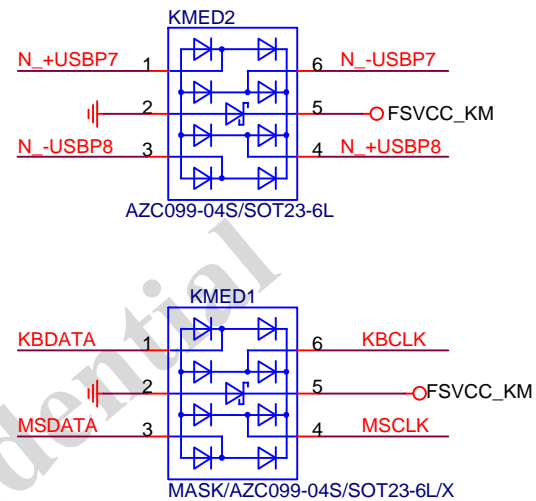 KMED2
N_+USBP7 1 6 N_-USBP7
2 5 FSVCC_KM
N_-USBP8 3 4 N_+USBP8
AZC099-04S/SOT23-6L
KMED1
KBDATA 1 6 KBCLK
2 5 FSVCC_KM
MSDATA 3 4 MSCLK
MASK/AZC099-04S/SOT23-6L/X
dential